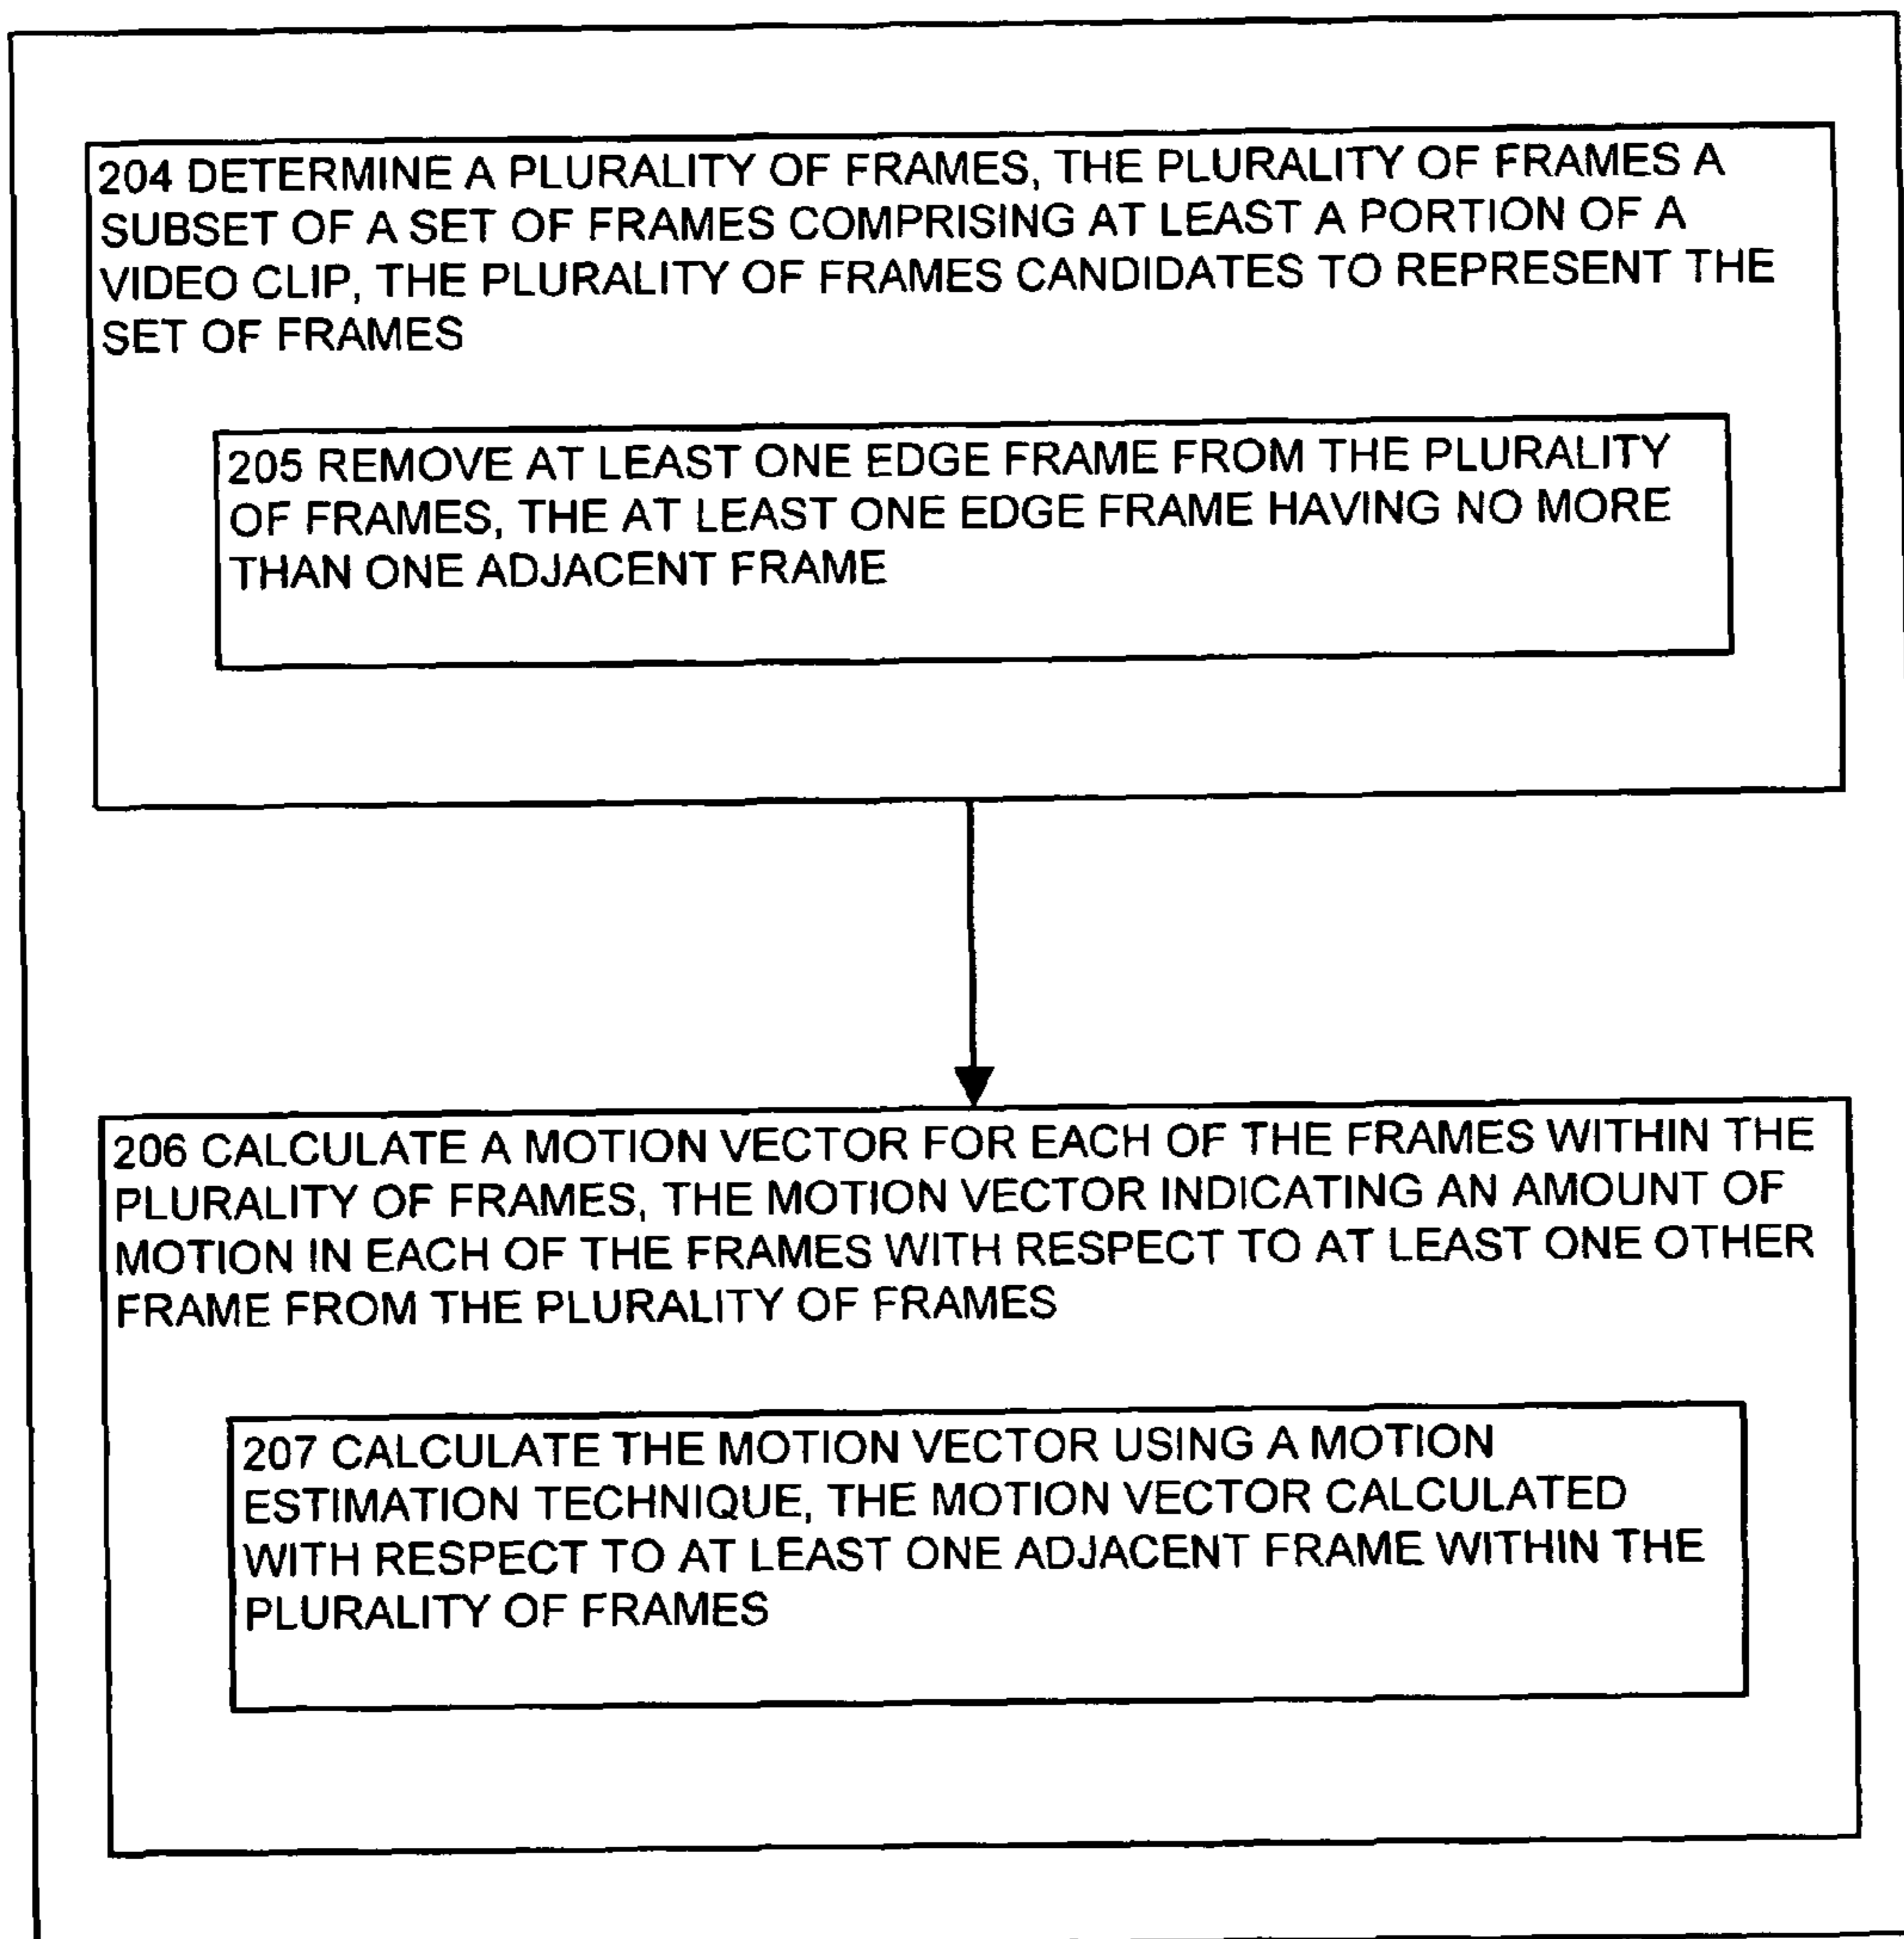 204 DETERMINE A PLURALITY OF FRAMES, THE PLURALITY OF FRAMES A
SUBSET OF A SET OF FRAMES COMPRISING AT LEAST A PORTION OF A
VIDEO CLIP, THE PLURALITY OF FRAMES CANDIDATES TO REPRESENT THE
SET OF FRAMES
205 REMOVE AT LEAST ONE EDGE FRAME FROM THE PLURALITY
OF FRAMES, THE AT LEAST ONE EDGE FRAME HAVING NO MORE
THAN ONE ADJACENT FRAME
206 CALCULATE A MOTION VECTOR FOR EACH OF THE FRAMES WITHIN THE
PLURALITY OF FRAMES, THE MOTION VECTOR INDICATING AN AMOUNT OF
MOTION IN EACH OF THE FRAMES WITH RESPECT TO AT LEAST ONE OTHER
FRAME FROM THE PLURALITY OF FRAMES
207 CALCULATE THE MOTION VECTOR USING A MOTION
ESTIMATION TECHNIQUE, THE MOTION VECTOR CALCULATED
WITH RESPECT TO AT LEAST ONE ADJACENT FRAME WITHIN THE
PLURALITY OF FRAMES